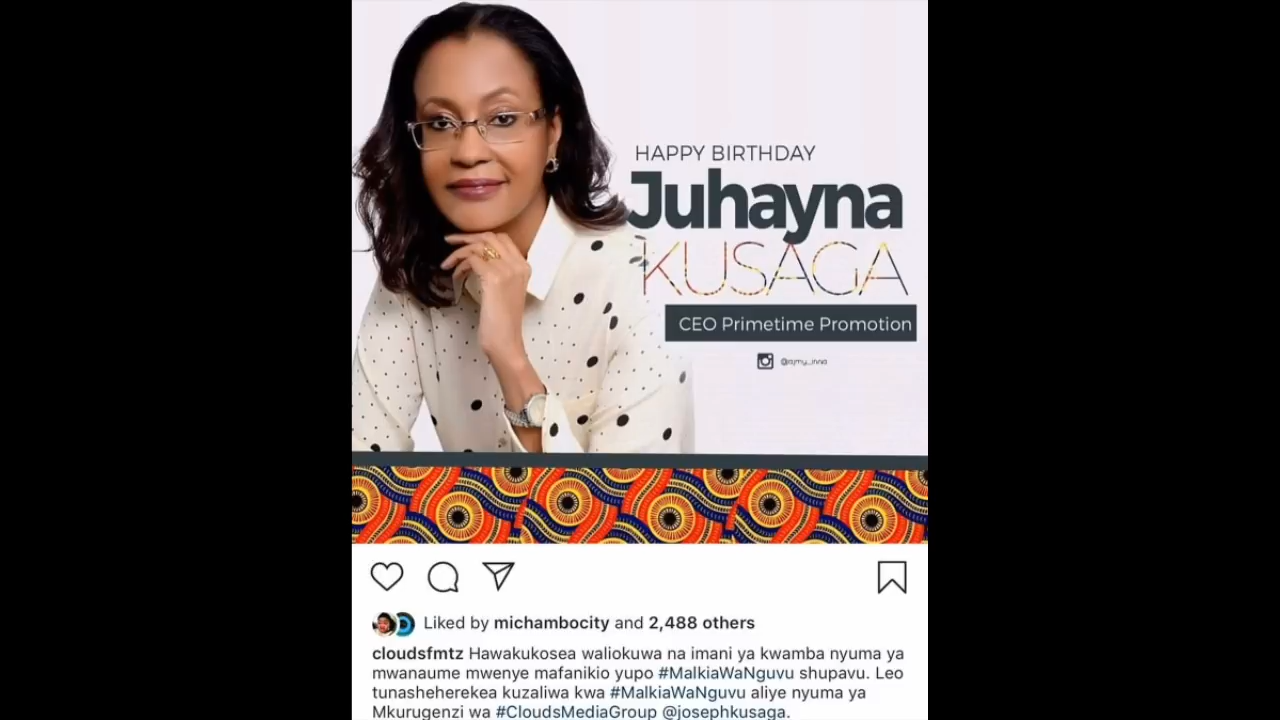 HAPPY BIRTHDAY
Juhayna
KUSAGA
CEO Primetime Promotion
Liked by michambocity and 2,488 others
cloudsfmtz Hawakukosea waliokuwa na imani ya kwamba nyuma ya
mwanaume mwenye mafanikio yupo #MalkiaWaNguvu shupavu. Leo
tunasheherekea kuzaliwa kwa #MalkiaWaNguvu aliye nyuma ya
Mkurugenzi wa #CloudsMediaGroup @josephkusaga.